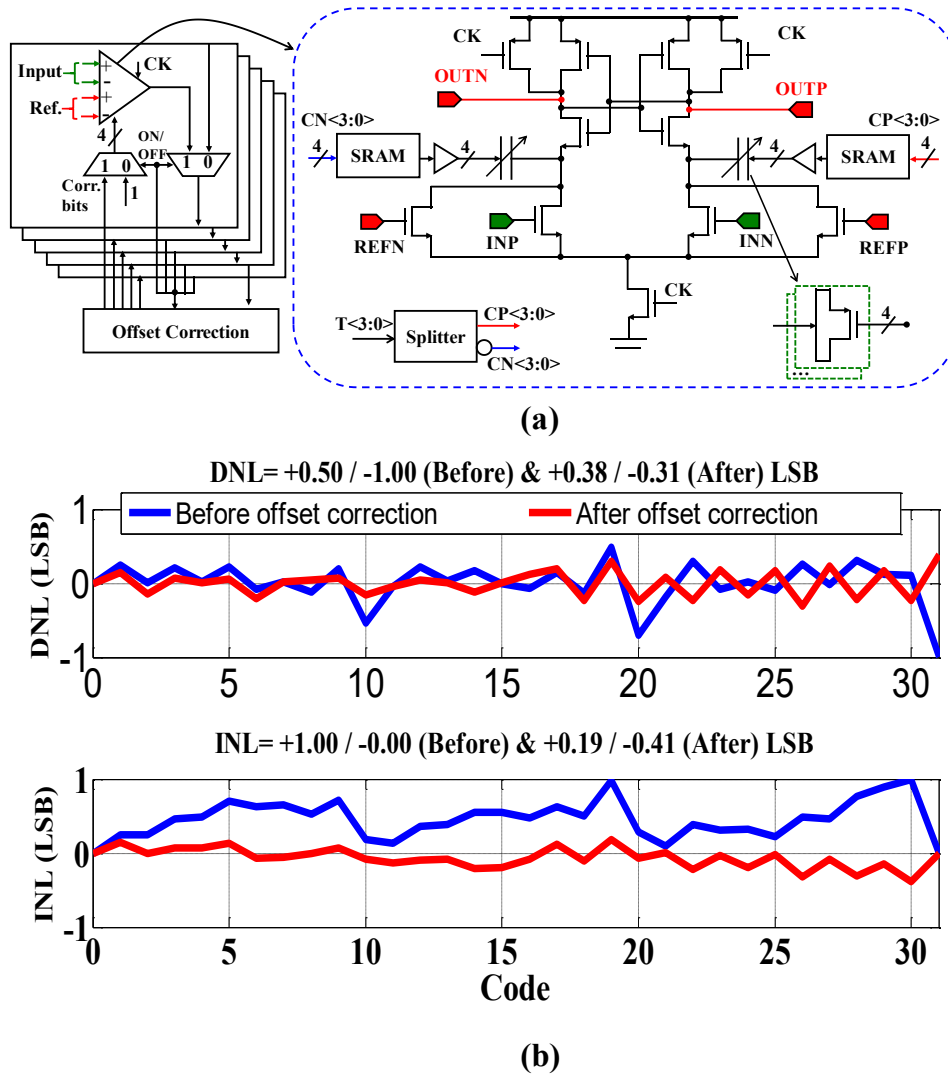 Input
Ref.
CK
4
ON/
OFF
1 0
1 0
Corr.
bits
1
Offset Correction
CK
CK
OUTN
OUTP
CN<3:0>
4
SRAM
4
4
SRAM
CP<3:0>
4
REFN
INP
INN
REFP
CK
T<3:0>
Splitter
CP<3:0>
CN<3:0>
4
...
(a)
DNL= +0.50 / -1.00 (Before) & +0.38 / -0.31 (After) LSB
DNL (LSB)
1
0
-1
Before offset correction
After offset correction
0 5 10 15 20 25 30
INL= +1.00 / -0.00 (Before) & +0.19 / -0.41 (After) LSB
INL (LSB)
1
0
-1
0 5 10 15 20 25 30
Code
(b)